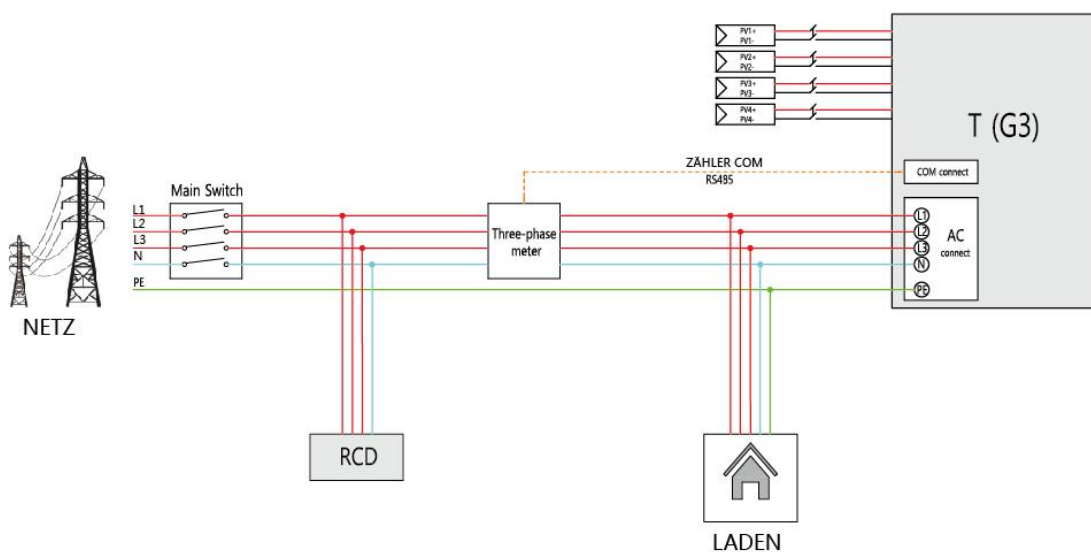 PV1+
PV1-
PV2+
PV2-
PV3+
PV3-
PV4+
PV4-
T (G3)
ZÄHLER COM
RS485
COM connect
Main Switch
L1
L2
L3
N
PE
Three-phase
meter
L1
L2
L3
N
PE
AC
connect
NETZ
RCD
LADEN